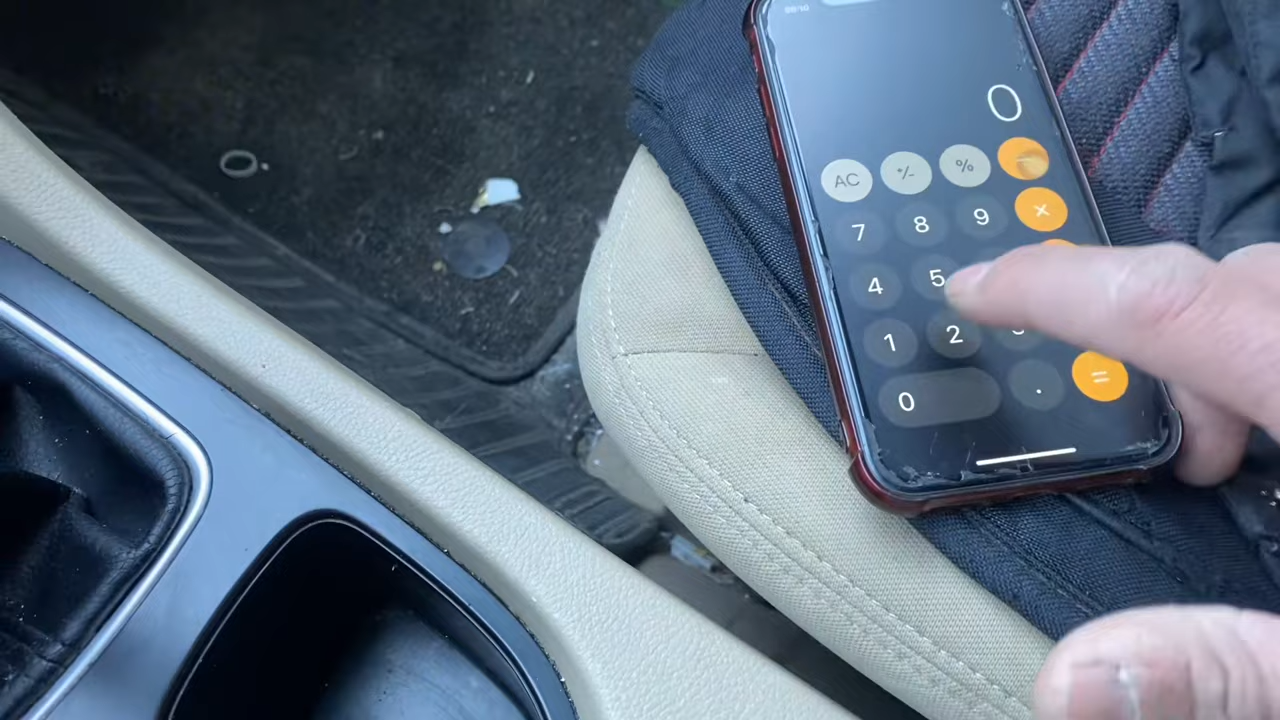 0
AC +/- % ÷
7 8 9 ×
4 5
1 2
0 . =